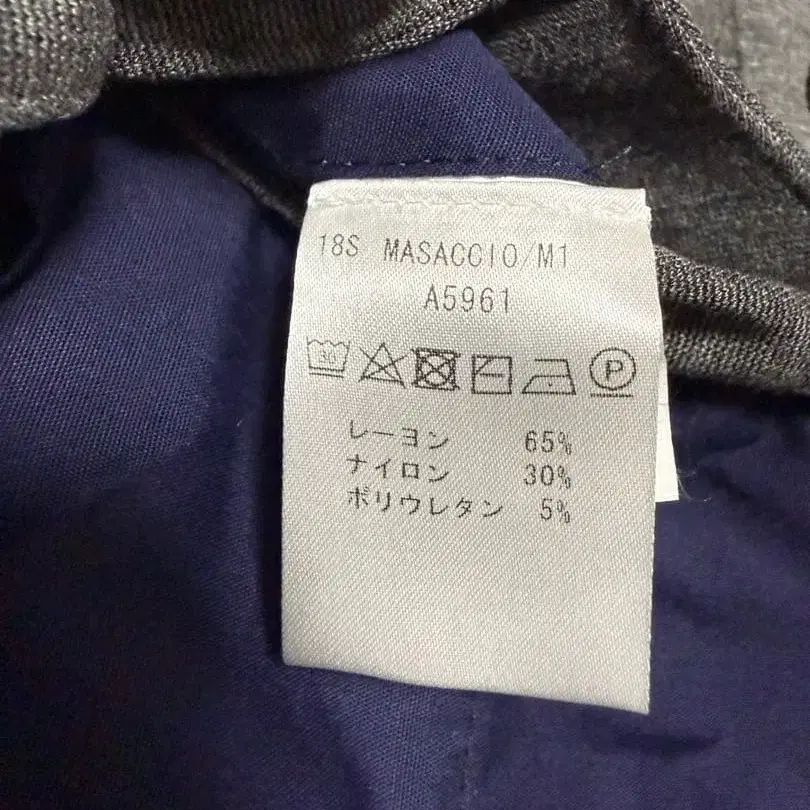 18S MASACCIO/M1
A5961
30 P
レーヨン 65%
ナイロン 30%
ポリウレタン 5%